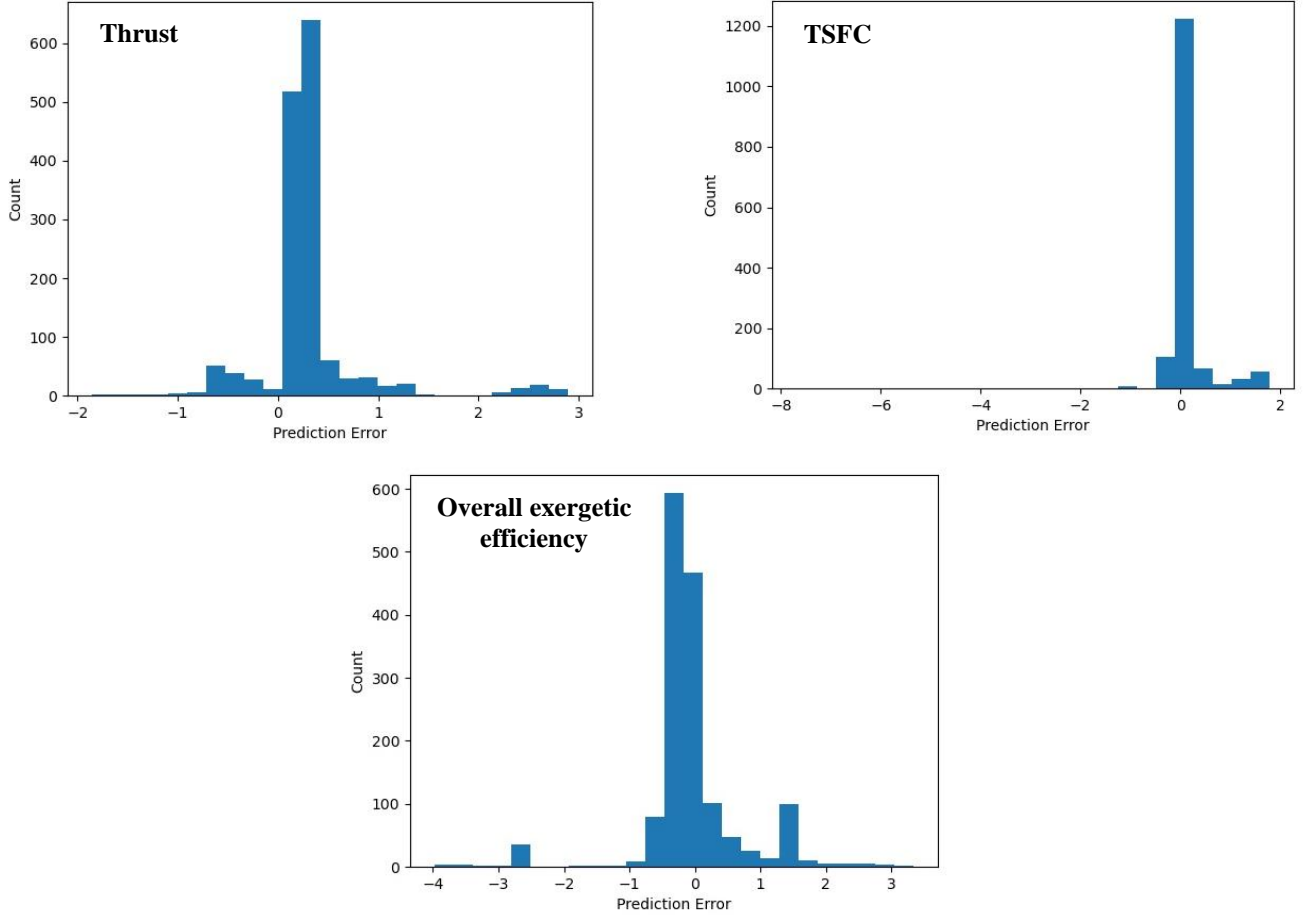 Thrust
600
500
400
300
200
100
0
Count
−2 −1 0 1 2 3
Prediction Error
TSFC
1200
1000
800
600
400
200
0
Count
−8 −6 −4 −2 0 2
Prediction Error
Overall exergetic
efficiency
600
500
400
300
200
100
0
Count
−4 −3 −2 −1 0 1 2 3
Prediction Error